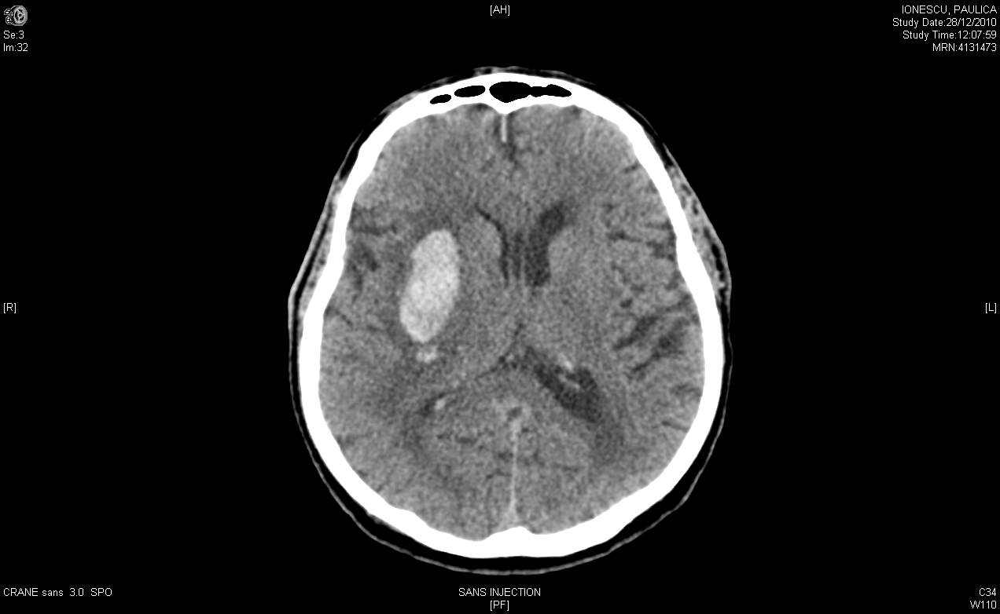 [AH]
IONESCU, PAULICA
Study Date:28/12/2010
Study Time:12:07:59
MRN:4131473
Se:3
Im:32
[R]
[L]
CRANE sans 3.0 SPO
SANS INJECTION
[PF]
C34
W110